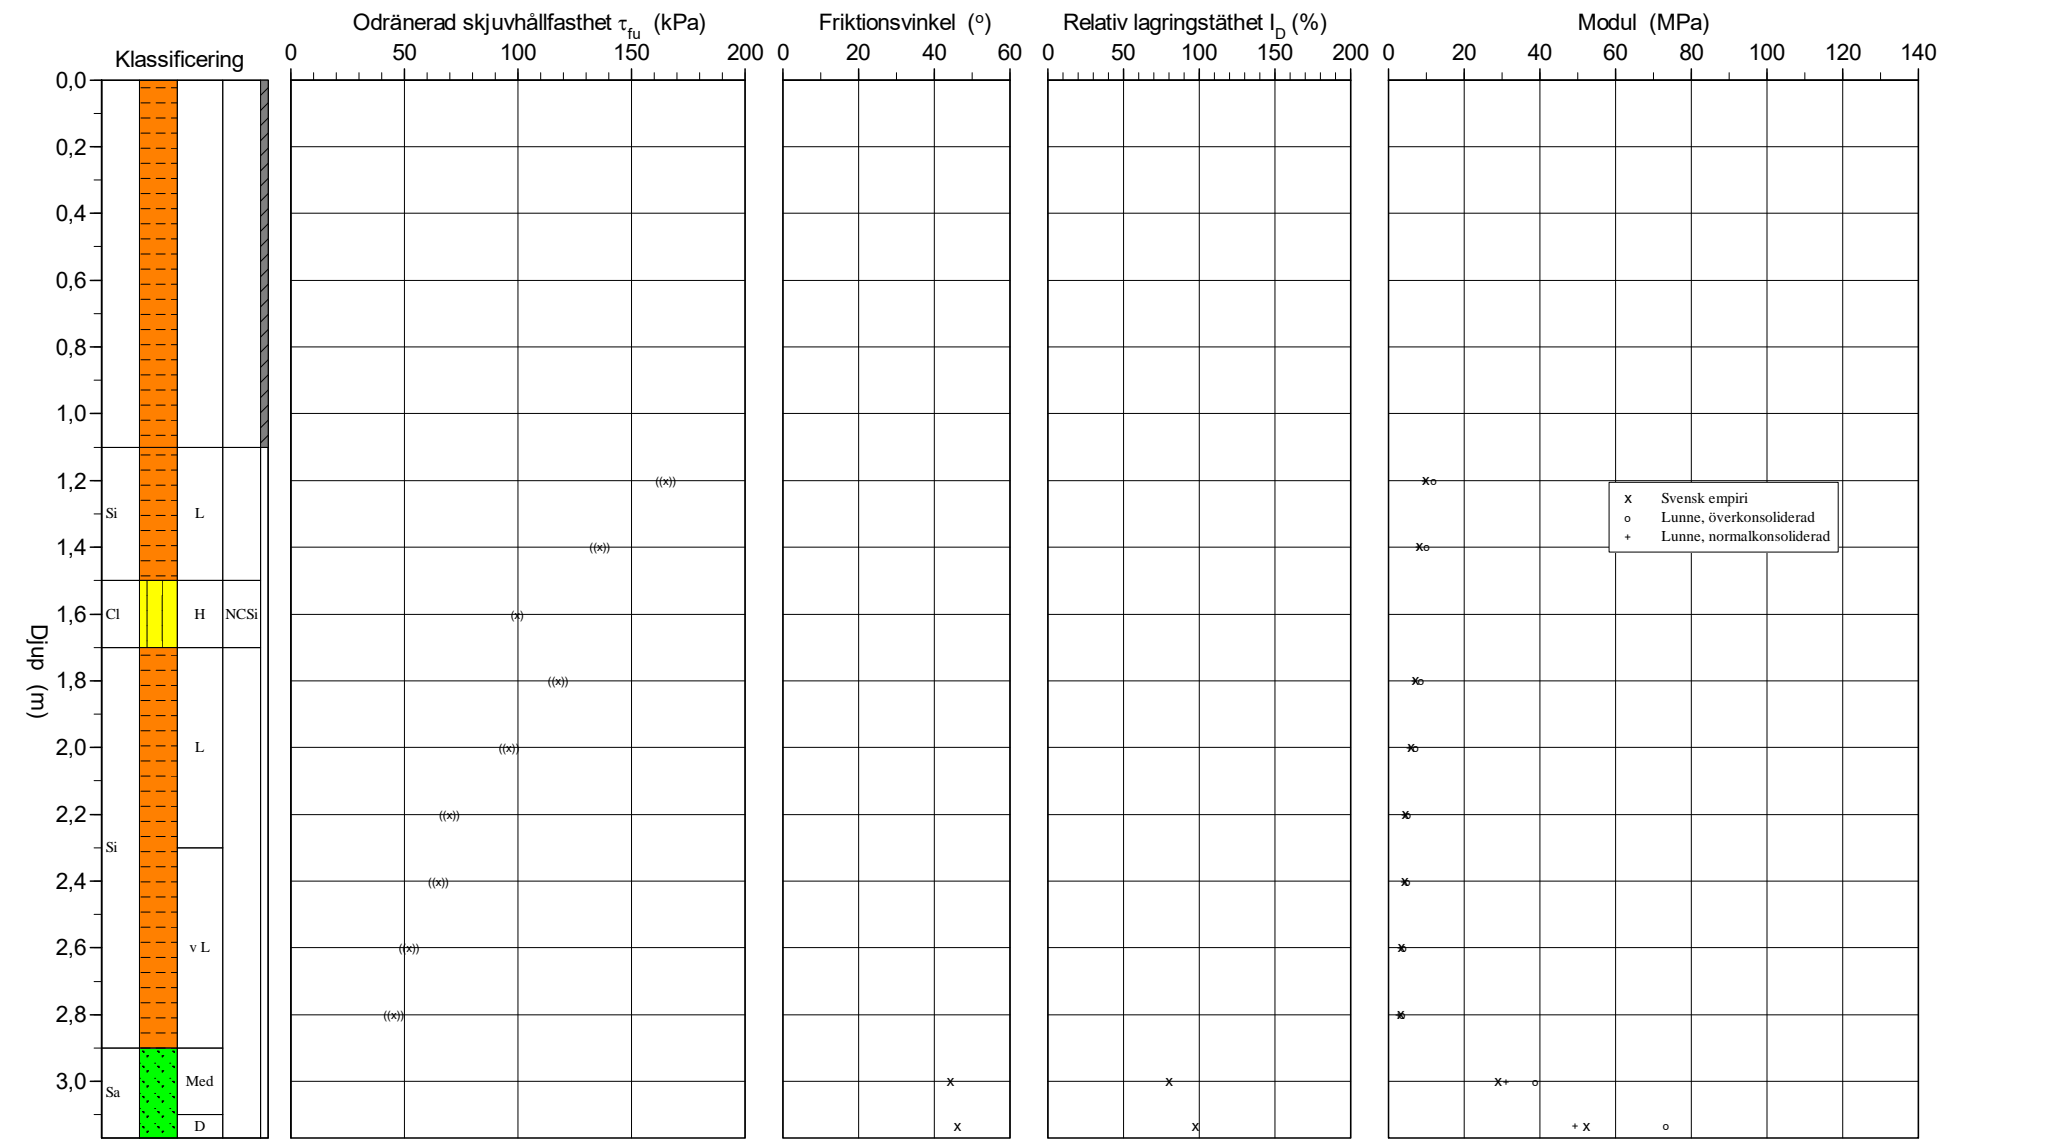 Odränerad skjuvhållfasthet τfu (kPa)
Friktionsvinkel (o)
Relativ lagringstäthet ID (%)
Modul (MPa)
Klassificering
0 50 100 150 200
0 20 40 60
0 50 100 150 200
0 20 40 60 80 100 120 140
Djup (m)
0,0
0,2
0,4
0,6
0,8
1,0
1,2
1,4
1,6
1,8
2,0
2,2
2,4
2,6
2,8
3,0
Si L
Cl H NCSi
L
Si
v L
Med
Sa
D
((x))
((x))
(x)
((x))
((x))
((x))
((x))
((x))
((x))
x Svensk empiri
o Lunne, överkonsoliderad
+ Lunne, normalkonsoliderad